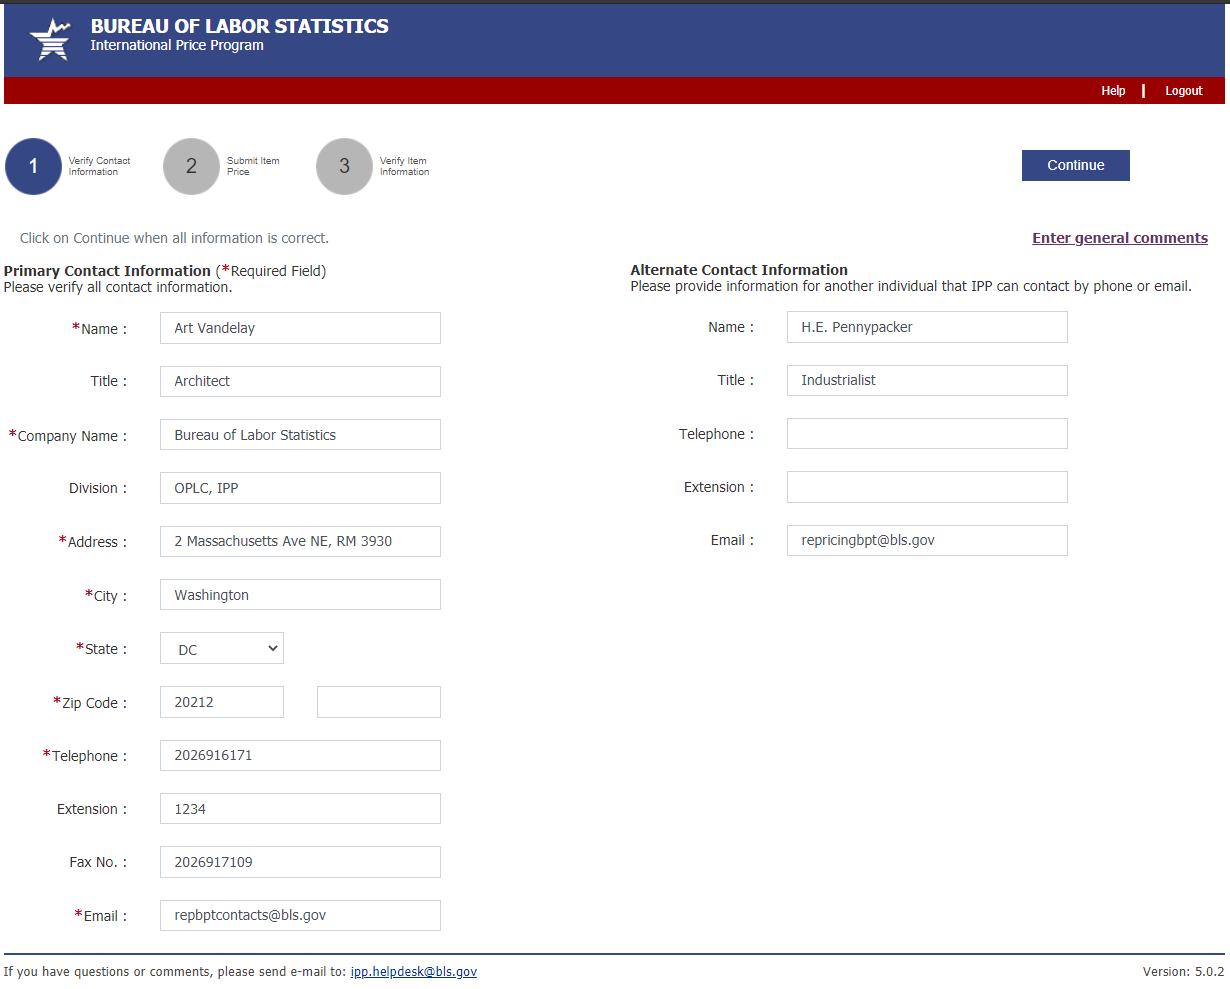 BUREAU OF LABOR STATISTICS
International Price Program
Help | Logout
1 Verify Contact Information
2 Submit Item Price
3 Verify Item Information
Continue
Click on Continue when all information is correct.
Enter general comments
Primary Contact Information (*Required Field)
Please verify all contact information.
*Name : Art Vandelay
Title : Architect
*Company Name : Bureau of Labor Statistics
Division : OPLC, IPP
*Address : 2 Massachusetts Ave NE, RM 3930
*City : Washington
*State : DC
*Zip Code : 20212
*Telephone : 2026916171
Extension : 1234
Fax No. : 2026917109
*Email : repbptcontacts@bls.gov
Alternate Contact Information
Please provide information for another individual that IPP can contact by phone or email.
Name : H.E. Pennypacker
Title : Industrialist
Telephone :
Extension :
Email : repricingbpt@bls.gov
If you have questions or comments, please send e-mail to: ipp.helpdesk@bls.gov
Version: 5.0.2